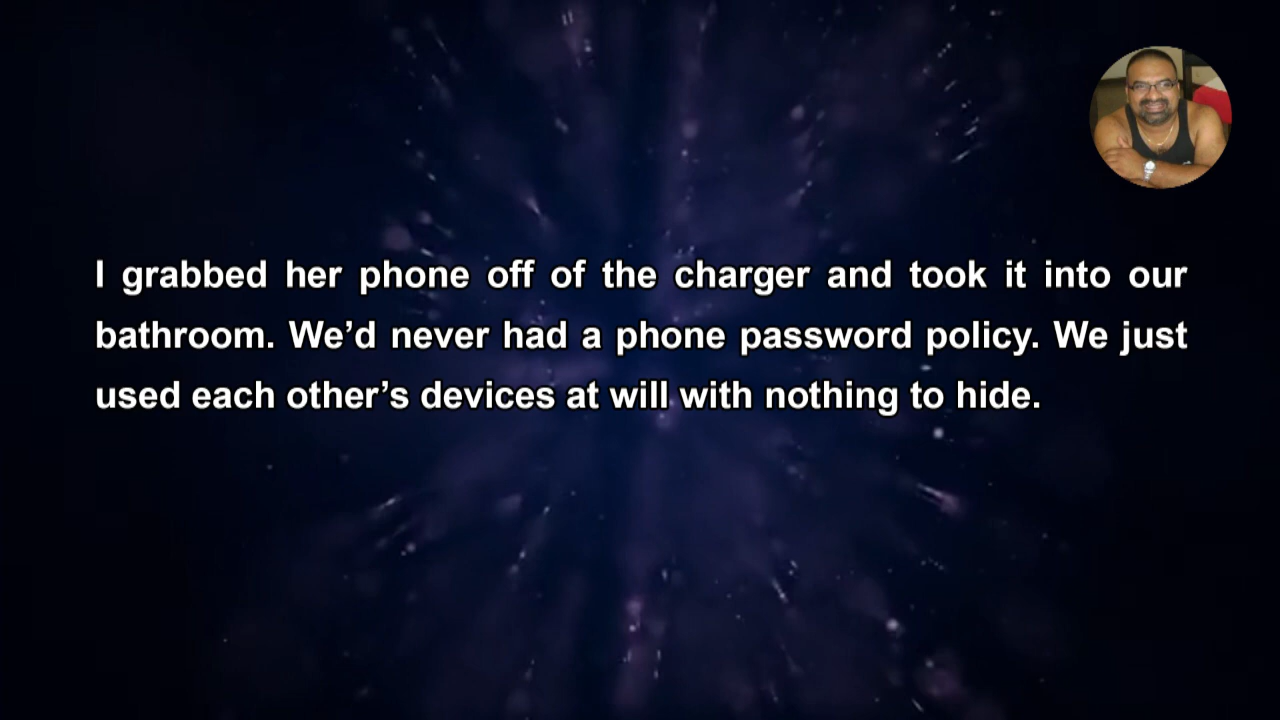 I grabbed her phone off of the charger and took it into our
bathroom. We’d never had a phone password policy. We just
used each other’s devices at will with nothing to hide.